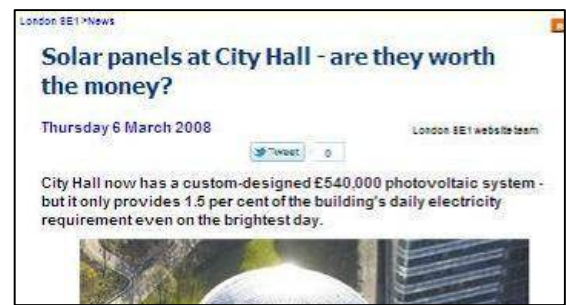 London SE1 > News
Solar panels at City Hall - are they worth
the money?
Thursday 6 March 2008
London SE1 website team
Tweet 0
City Hall now has a custom-designed £540,000 photovoltaic system -
but it only provides 1.5 per cent of the building's daily electricity
requirement even on the brightest day.